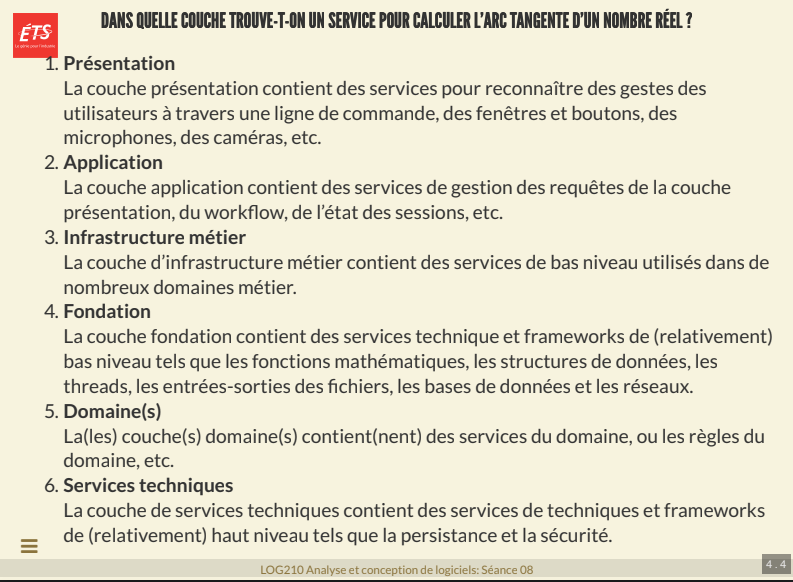 ÉTS
Le génie pour l'industrie
DANS QUELLE COUCHE TROUVE-T-ON UN SERVICE POUR CALCULER L'ARC TANGENTE D'UN NOMBRE RÉEL ?
1. Présentation
La couche présentation contient des services pour reconnaître des gestes des
utilisateurs à travers une ligne de commande, des fenêtres et boutons, des
microphones, des caméras, etc.
2. Application
La couche application contient des services de gestion des requêtes de la couche
présentation, du workflow, de l'état des sessions, etc.
3. Infrastructure métier
La couche d'infrastructure métier contient des services de bas niveau utilisés dans de
nombreux domaines métier.
4. Fondation
La couche fondation contient des services technique et frameworks de (relativement)
bas niveau tels que les fonctions mathématiques, les structures de données, les
threads, les entrées-sorties des fichiers, les bases de données et les réseaux.
5. Domaine(s)
La(les) couche(s) domaine(s) contient(nent) des services du domaine, ou les règles du
domaine, etc.
6. Services techniques
La couche de services techniques contient des services de techniques et frameworks
de (relativement) haut niveau tels que la persistance et la sécurité.
LOG210 Analyse et conception de logiciels: Séance 08
4 . 4